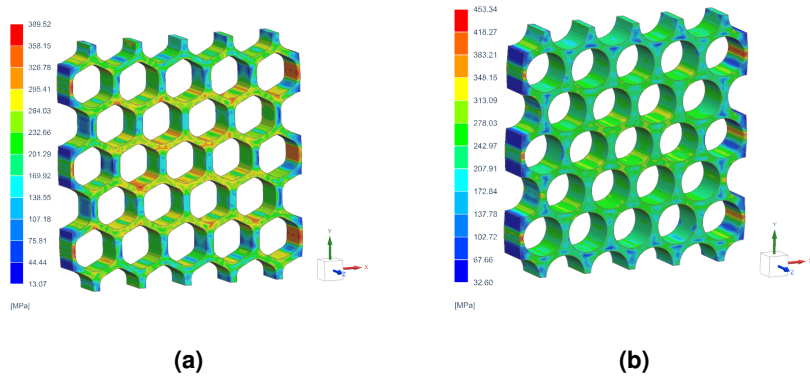 389.52
358.15
326.78
295.41
264.03
232.66
201.29
169.92
138.55
107.18
75.81
44.44
13.07
[MPa]
Y
X
Z
(a)
453.34
418.27
383.21
348.15
313.09
278.03
242.97
207.91
172.84
137.78
102.72
67.66
32.60
[MPa]
Y
Z
(b)